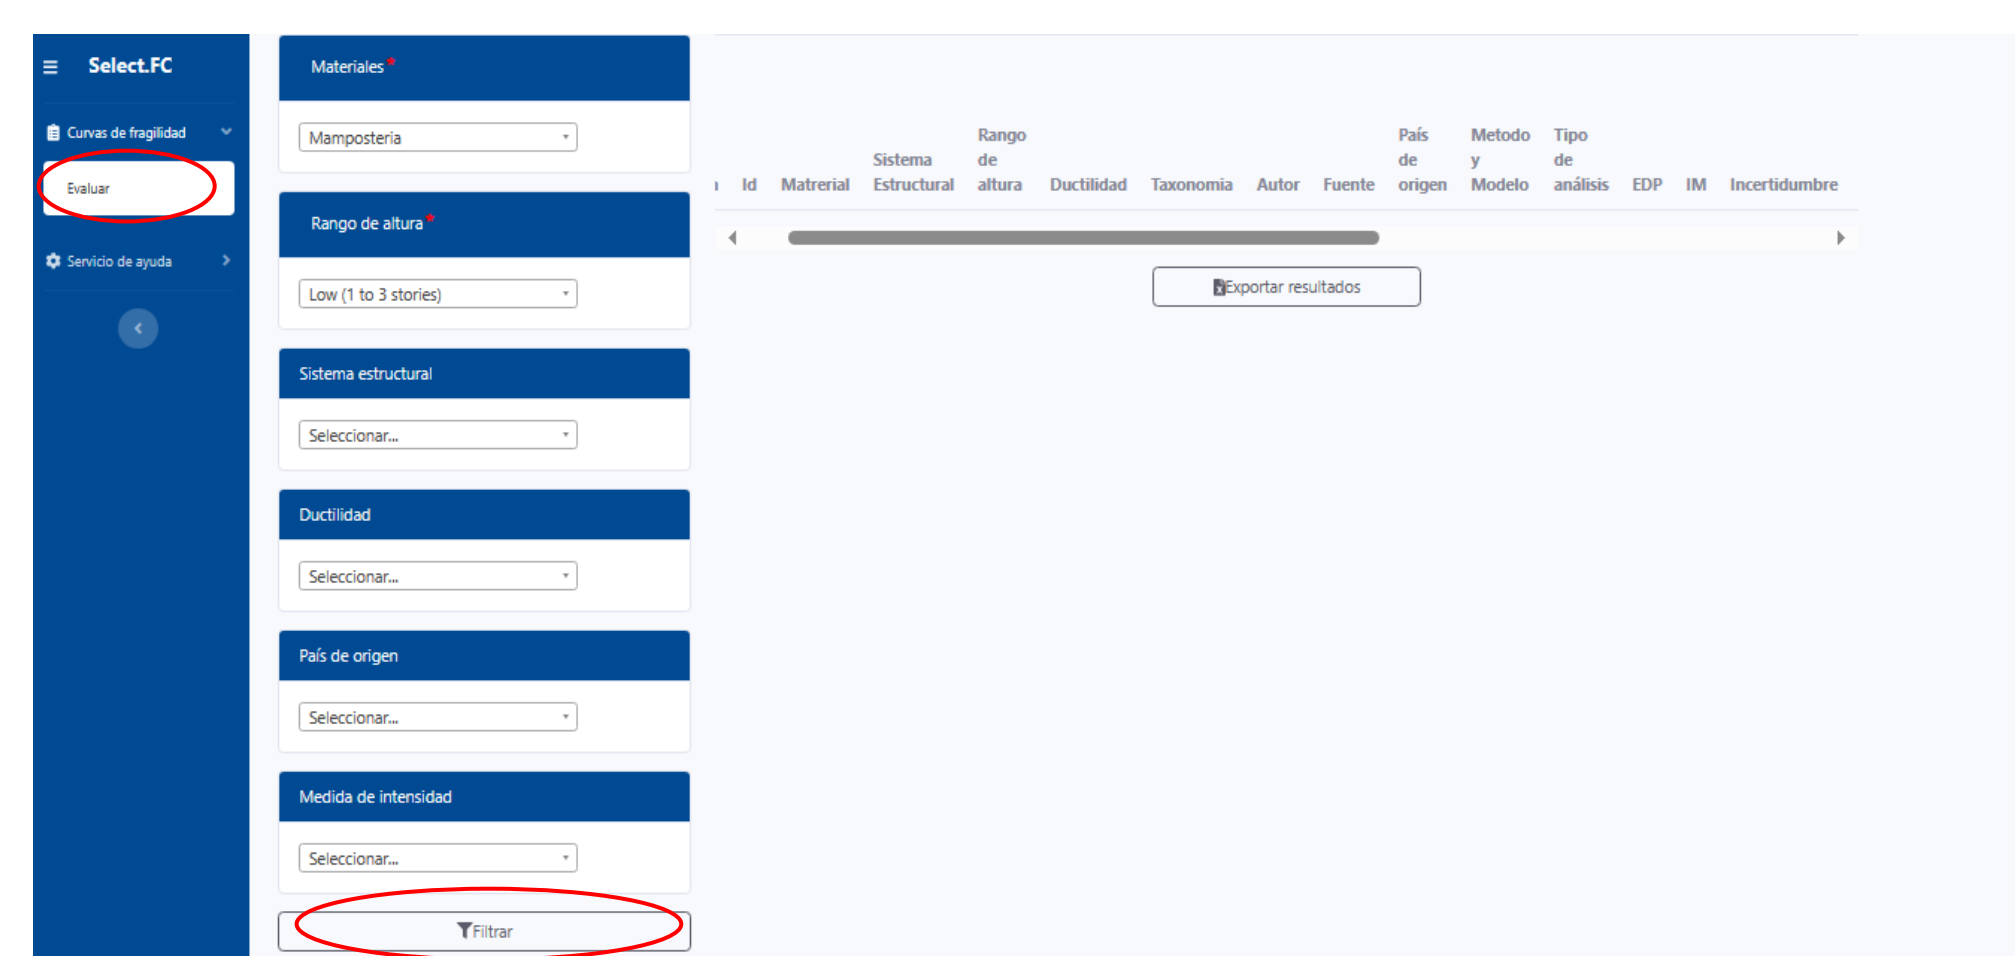 Select.FC
Curvas de fragilidad
Evaluar
Servicio de ayuda
Materiales *
Mamposteria
Rango de altura *
Low (1 to 3 stories)
Sistema estructural
Seleccionar...
Ductilidad
Seleccionar...
País de origen
Seleccionar...
Medida de intensidad
Seleccionar...
Filtrar
Id
Matrerial
Sistema
Estructural
Rango
de
altura
Ductilidad
Taxonomia
Autor
Fuente
País
de
origen
Metodo
y
Modelo
Tipo
de
análisis
EDP
IM
Incertidumbre
Exportar resultados